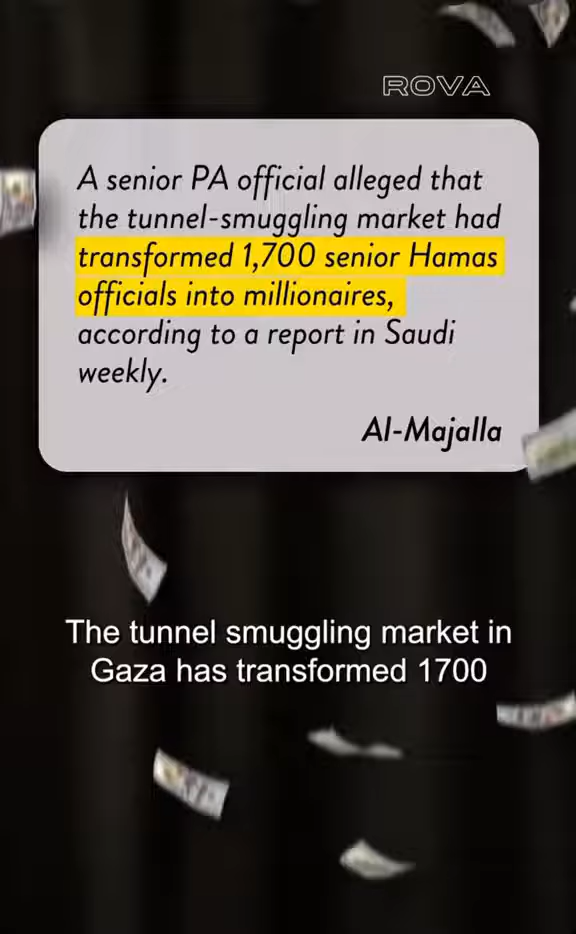 ROVA
A senior PA official alleged that
the tunnel-smuggling market had
transformed 1,700 senior Hamas
officials into millionaires,
according to a report in Saudi
weekly.
Al-Majalla
The tunnel smuggling market in
Gaza has transformed 1700